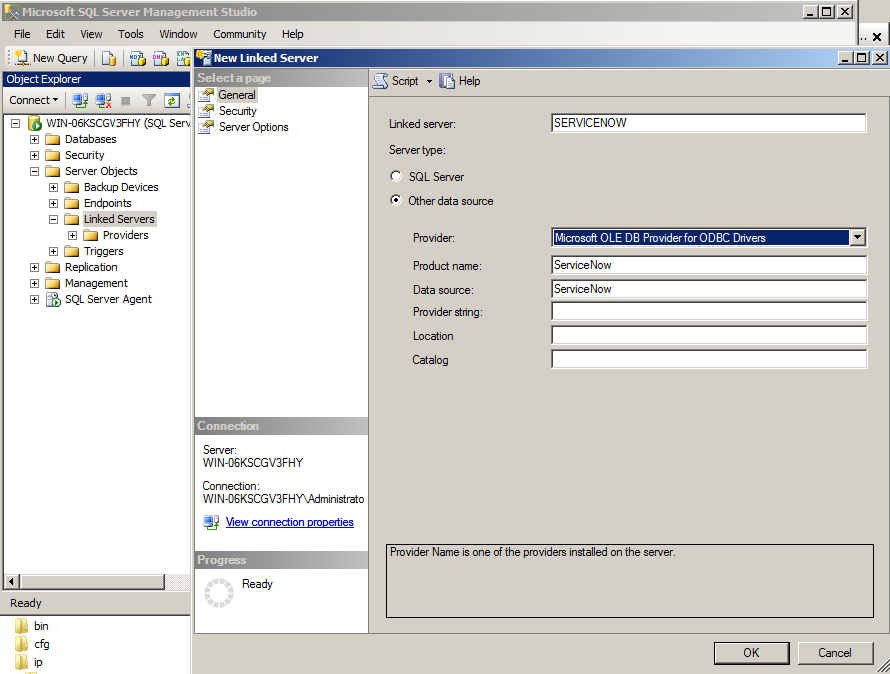 Microsoft SQL Server Management Studio
File Edit View Tools Window Community Help
New Query
Object Explorer
Connect
WIN-06KSCGV3FHY (SQL Serv
Databases
Security
Server Objects
Backup Devices
Endpoints
Linked Servers
Providers
Triggers
Replication
Management
SQL Server Agent
Ready
bin
cfg
ip
New Linked Server
Select a page
General
Security
Server Options
Connection
Server:
WIN-06KSCGV3FHY
Connection:
WIN-06KSCGV3FHY\Administrato
View connection properties
Progress
Ready
Script Help
Linked server: SERVICENOW
Server type:
SQL Server
Other data source
Provider: Microsoft OLE DB Provider for ODBC Drivers
Product name: ServiceNow
Data source: ServiceNow
Provider string:
Location
Catalog
Provider Name is one of the providers installed on the server.
OK Cancel